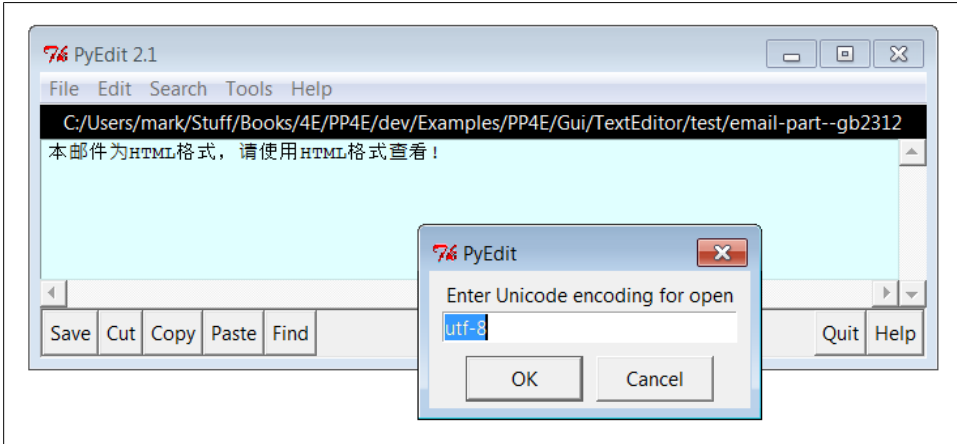 PyEdit 2.1
File Edit Search Tools Help
C:/Users/mark/Stuff/Books/4E/PP4E/dev/Examples/PP4E/Gui/TextEditor/test/email-part--gb2312
本邮件为HTML格式，请使用HTML格式查看！
PyEdit
Enter Unicode encoding for open
utf-8
OK Cancel
Save Cut Copy Paste Find Quit Help